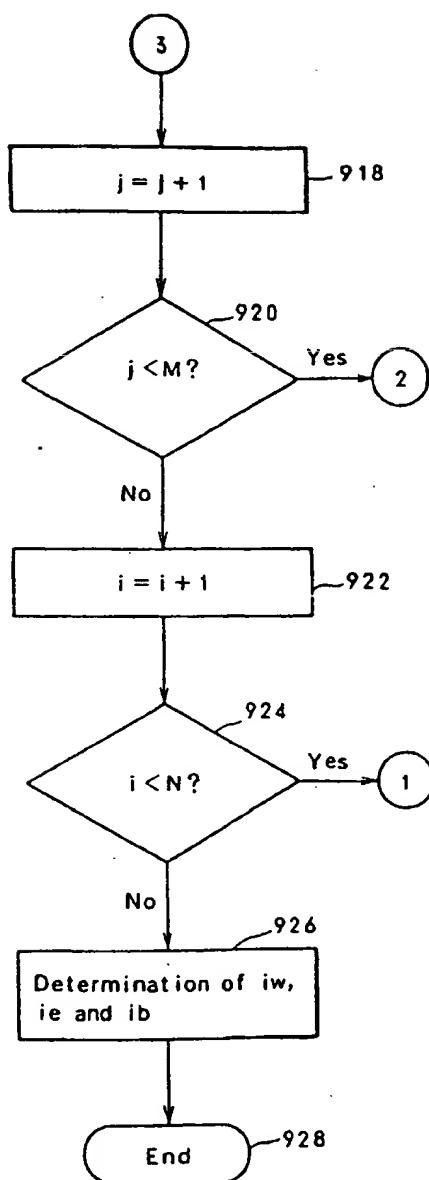 3
j = j + 1
918
920
j < M?
Yes
2
No
i = i + 1
922
924
i < N?
Yes
1
No
926
Determination of iw,
ie and ib
End
928